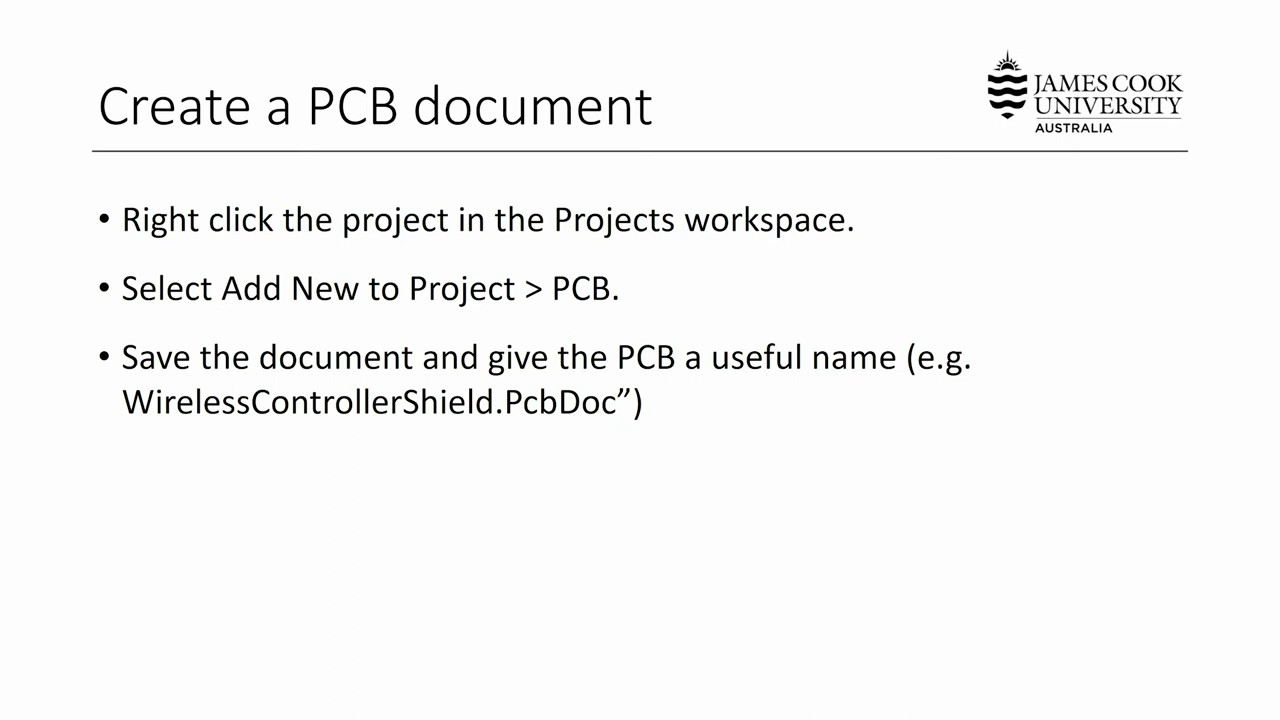 Create a PCB document
JAMES COOK
UNIVERSITY
AUSTRALIA
• Right click the project in the Projects workspace.
• Select Add New to Project > PCB.
• Save the document and give the PCB a useful name (e.g.
WirelessControllerShield.PcbDoc”)